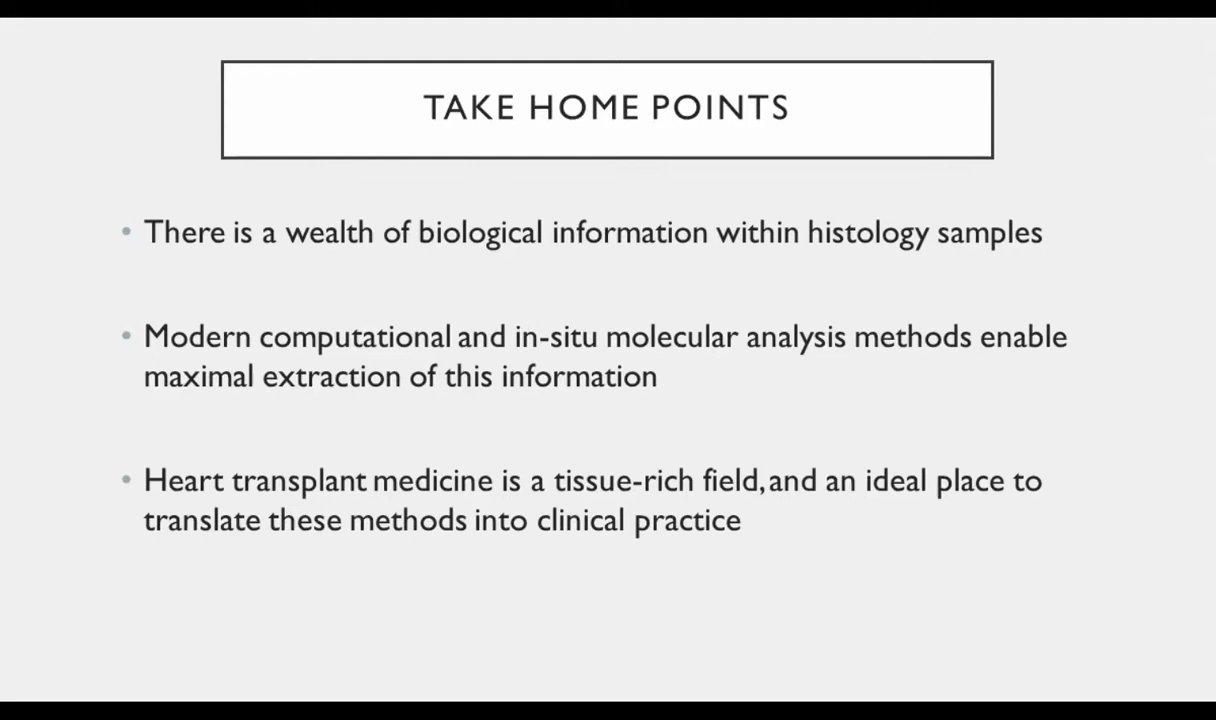 TAKE HOME POINTS
• There is a wealth of biological information within histology samples
• Modern computational and in-situ molecular analysis methods enable
maximal extraction of this information
• Heart transplant medicine is a tissue-rich field, and an ideal place to
translate these methods into clinical practice